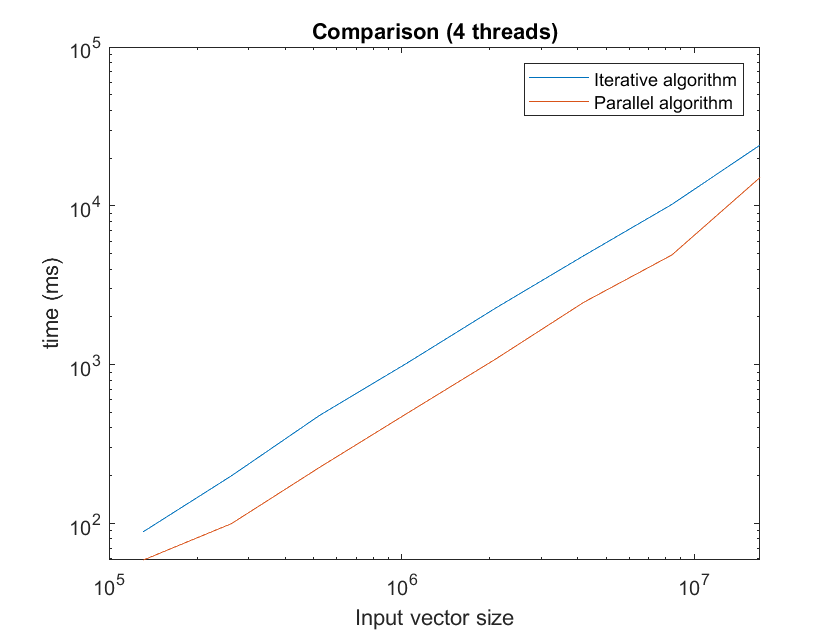 Comparison (4 threads)
Iterative algorithm
Parallel algorithm
10^5
10^4
10^3
10^2
time (ms)
10^5 10^6 10^7
Input vector size